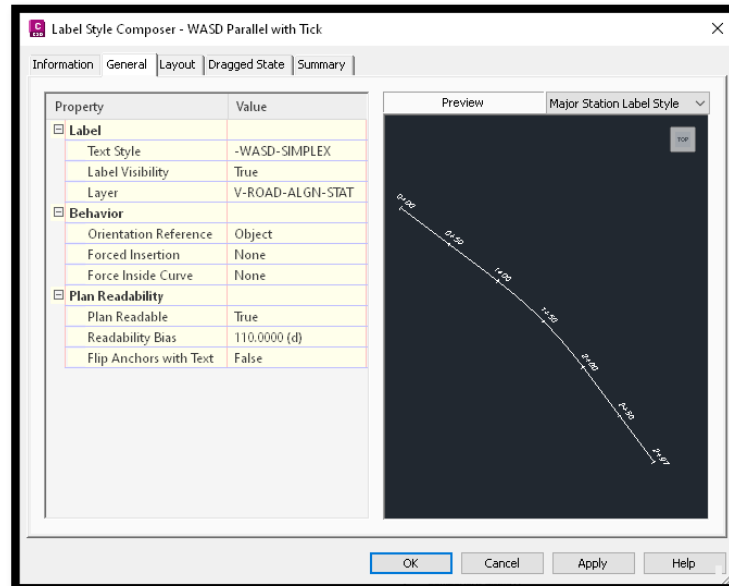 C
C3D
Label Style Composer - WASD Parallel with Tick
Information General Layout Dragged State Summary
Property Value
Label
Text Style -WASD-SIMPLEX
Label Visibility True
Layer V-ROAD-ALGN-STAT
Behavior
Orientation Reference Object
Forced Insertion None
Force Inside Curve None
Plan Readability
Plan Readable True
Readability Bias 110.0000 (d)
Flip Anchors with Text False
Preview Major Station Label Style
TOP
0+00
0+50
1+00
1+50
2+00
2+50
2+97
OK Cancel Apply Help